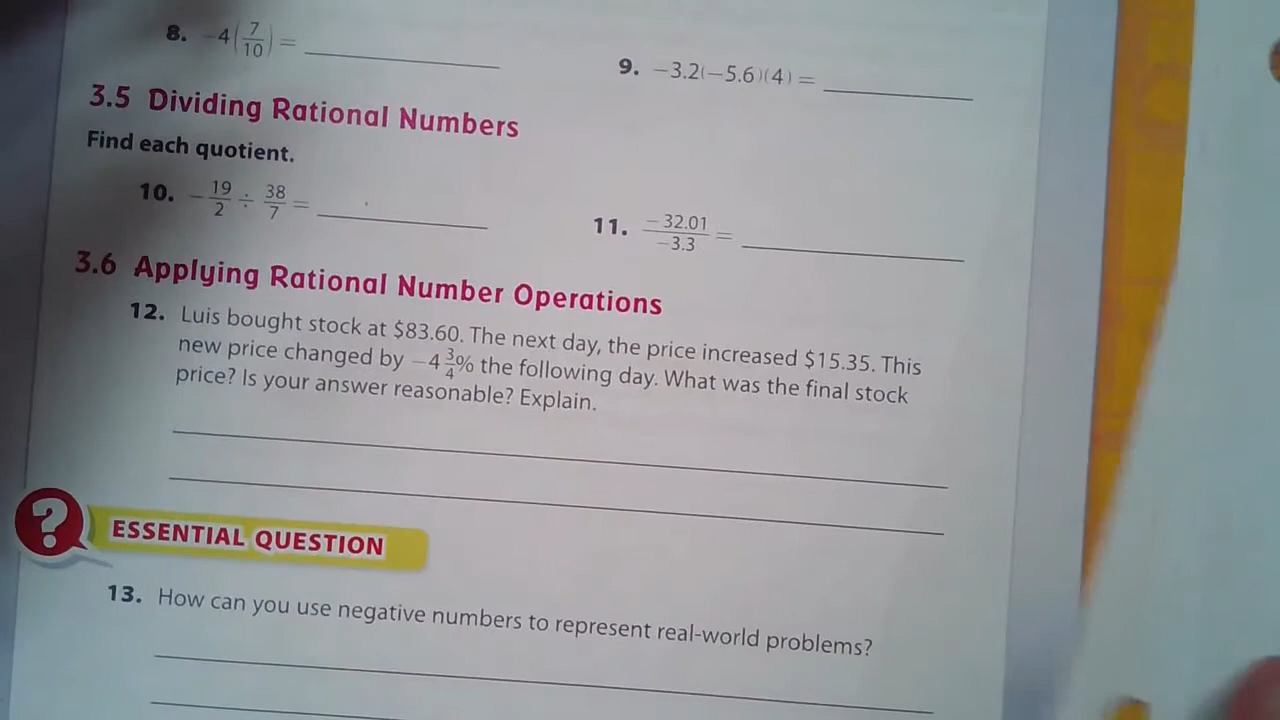 8. -4(7/10) = ________
9. -3.2(-5.6)(4) = ________
3.5 Dividing Rational Numbers
Find each quotient.
10. -19/2 ÷ 38/7 = ________
11. -32.01/-3.3 = ________
3.6 Applying Rational Number Operations
12. Luis bought stock at $83.60. The next day, the price increased $15.35. This
new price changed by -4 3/4% the following day. What was the final stock
price? Is your answer reasonable? Explain.
? ESSENTIAL QUESTION
13. How can you use negative numbers to represent real-world problems?